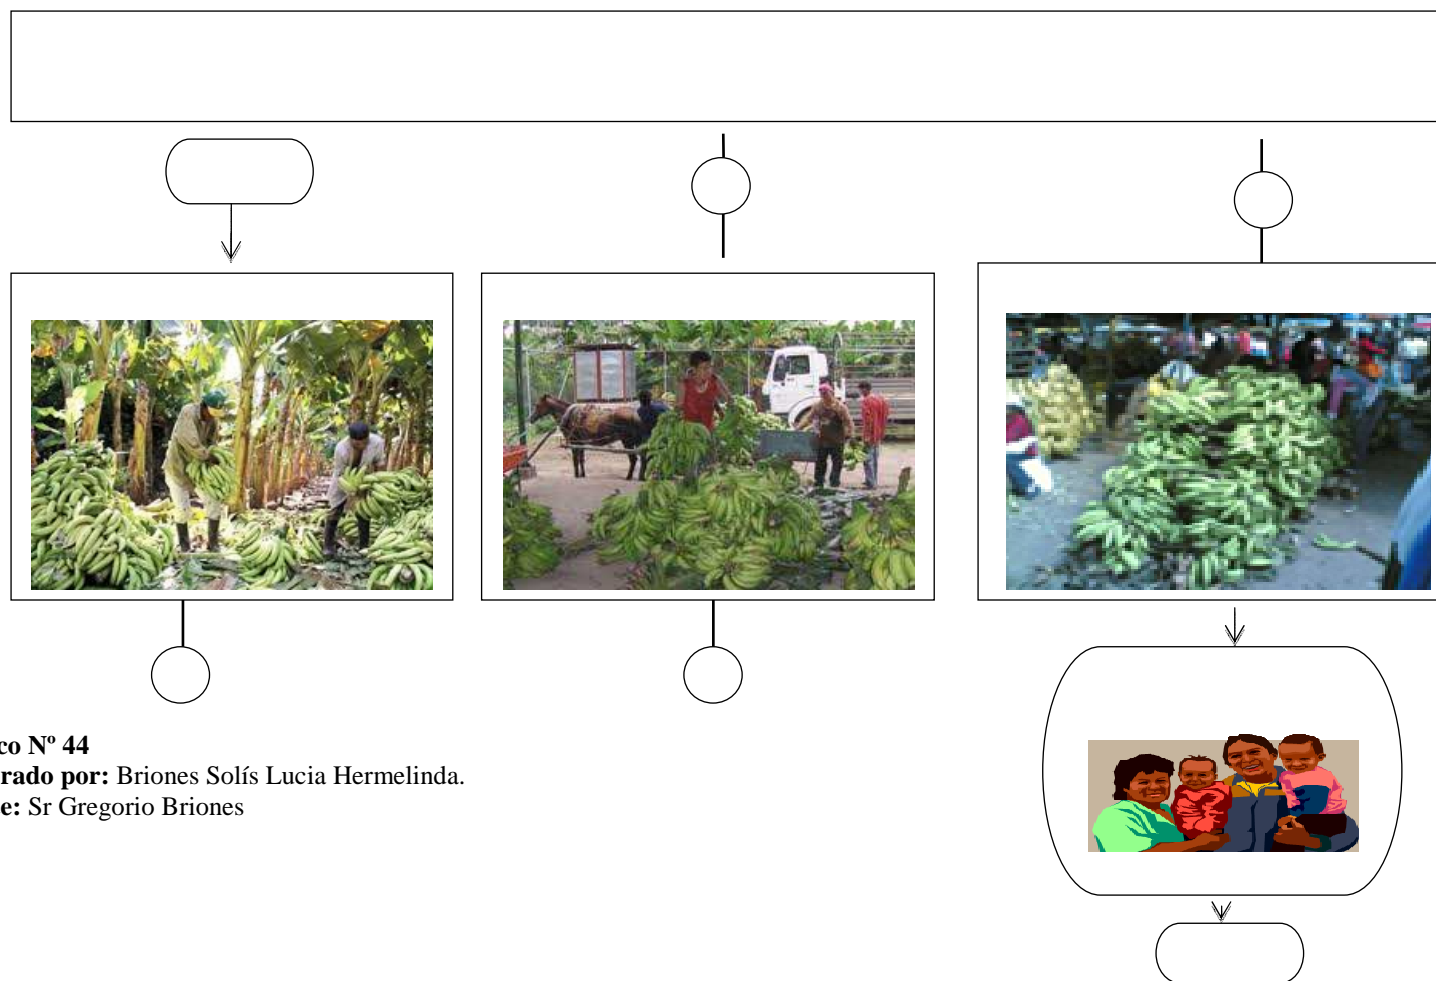 co Nº 44
rado por: Briones Solís Lucia Hermelinda.
e: Sr Gregorio Briones